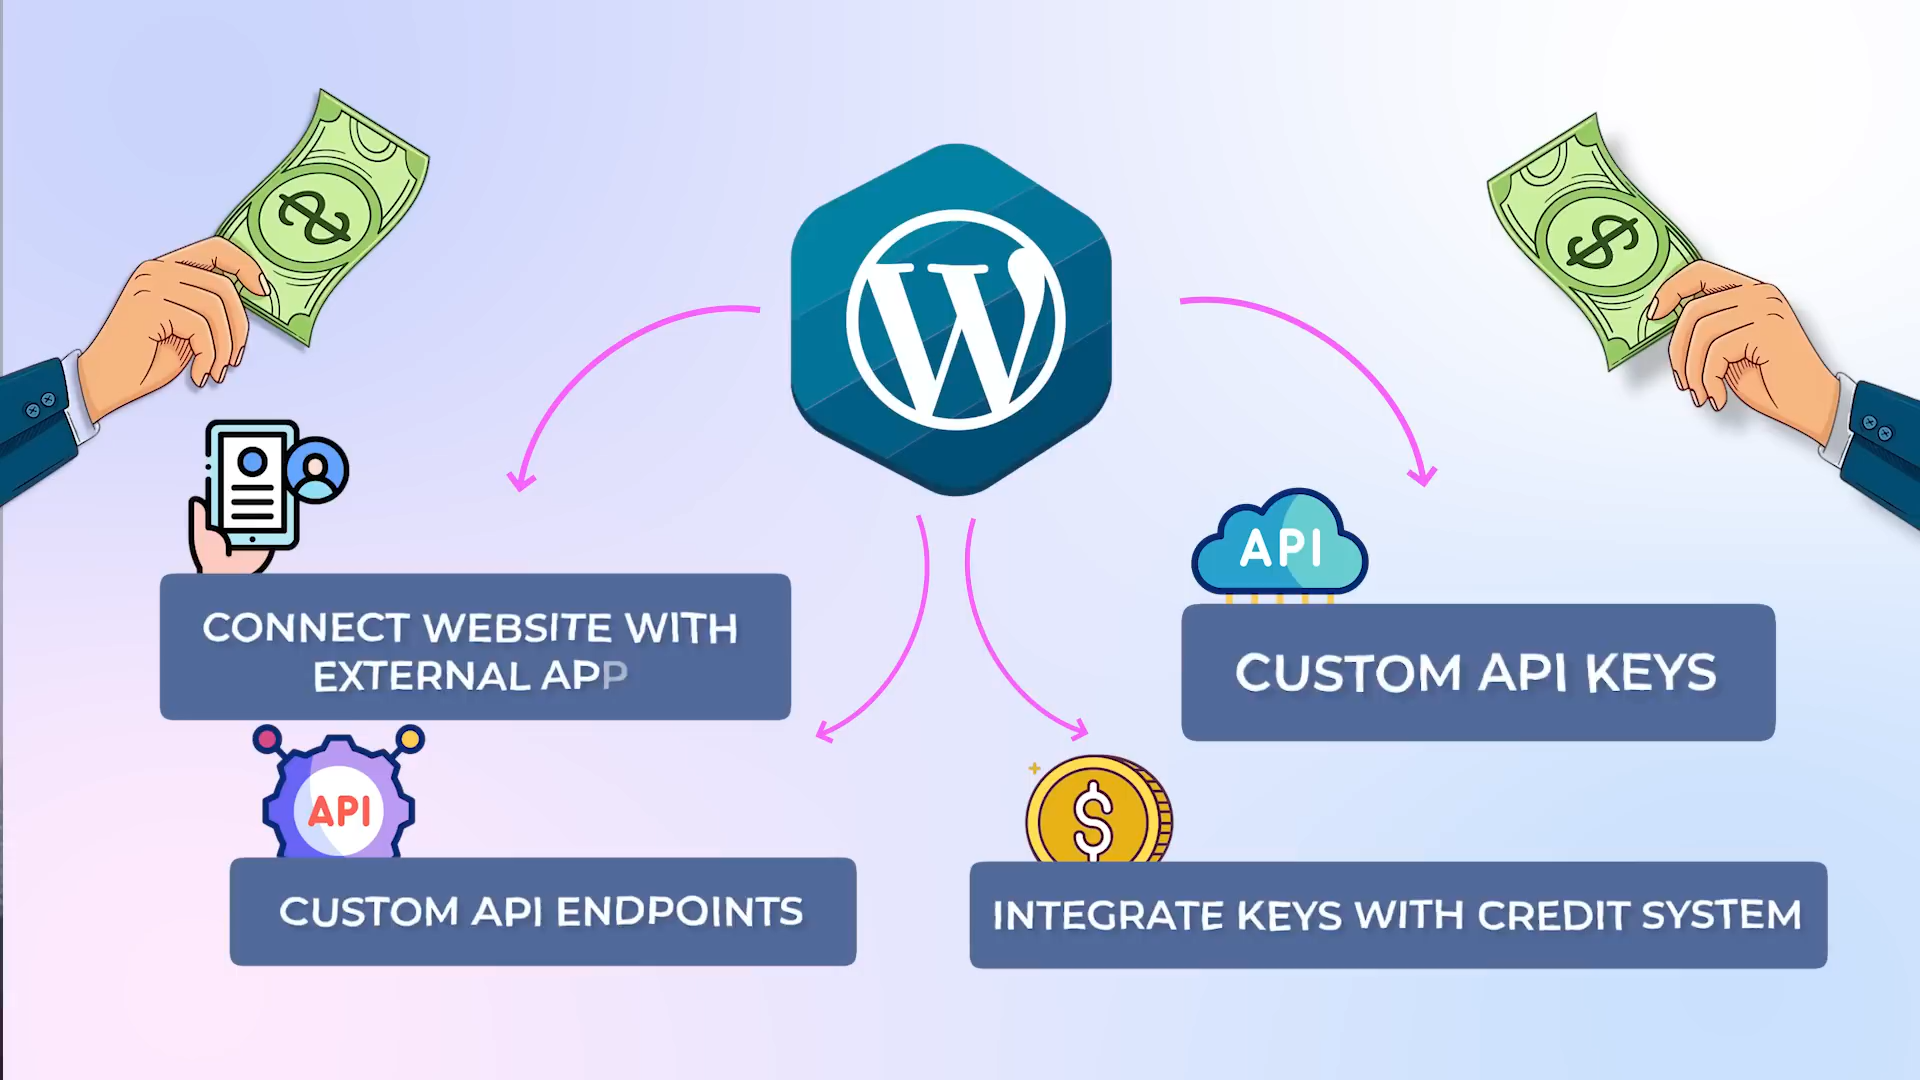 CONNECT WEBSITE WITH
EXTERNAL APP
API
CUSTOM API KEYS
API
CUSTOM API ENDPOINTS
INTEGRATE KEYS WITH CREDIT SYSTEM